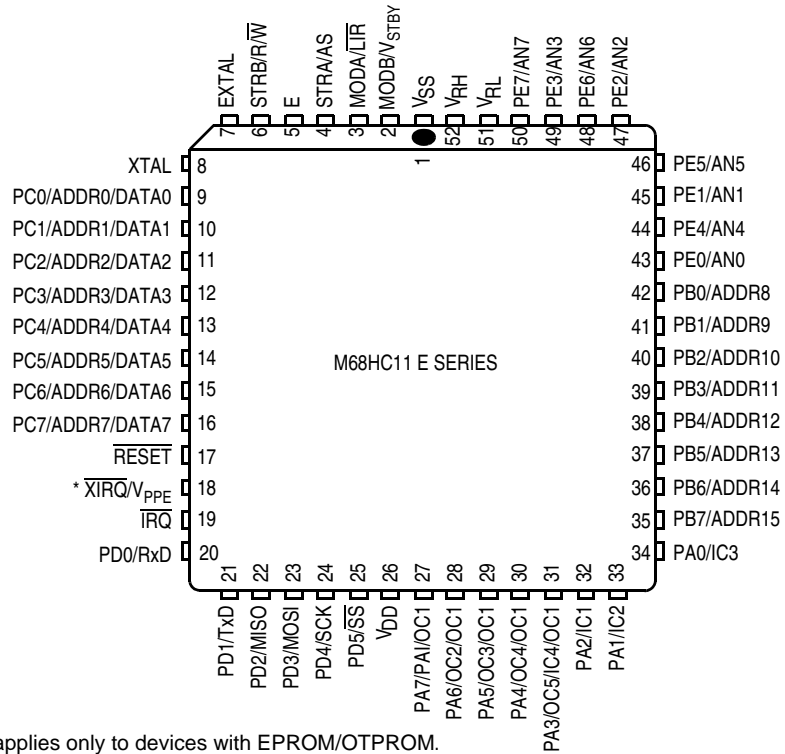 EXTAL
STRB/R/W̅
E
STRA/AS
MODA/L̅I̅R̅
MODB/VSTBY
VSS
VRH
VRL
PE7/AN7
PE3/AN3
PE6/AN6
PE2/AN2
7
6
5
4
3
2
1
52
51
50
49
48
47
XTAL 8
PC0/ADDR0/DATA0 9
PC1/ADDR1/DATA1 10
PC2/ADDR2/DATA2 11
PC3/ADDR3/DATA3 12
PC4/ADDR4/DATA4 13
PC5/ADDR5/DATA5 14
PC6/ADDR6/DATA6 15
PC7/ADDR7/DATA7 16
R̅E̅S̅E̅T̅ 17
* X̅I̅R̅Q̅/VPPE 18
I̅R̅Q̅ 19
PD0/RxD 20
M68HC11 E SERIES
46 PE5/AN5
45 PE1/AN1
44 PE4/AN4
43 PE0/AN0
42 PB0/ADDR8
41 PB1/ADDR9
40 PB2/ADDR10
39 PB3/ADDR11
38 PB4/ADDR12
37 PB5/ADDR13
36 PB6/ADDR14
35 PB7/ADDR15
34 PA0/IC3
21
22
23
24
25
26
27
28
29
30
31
32
33
PD1/TxD
PD2/MISO
PD3/MOSI
PD4/SCK
PD5/S̅S̅
VDD
PA7/PAI/OC1
PA6/OC2/OC1
PA5/OC3/OC1
PA4/OC4/OC1
PA3/OC5/IC4/OC1
PA2/IC1
PA1/IC2
applies only to devices with EPROM/OTPROM.